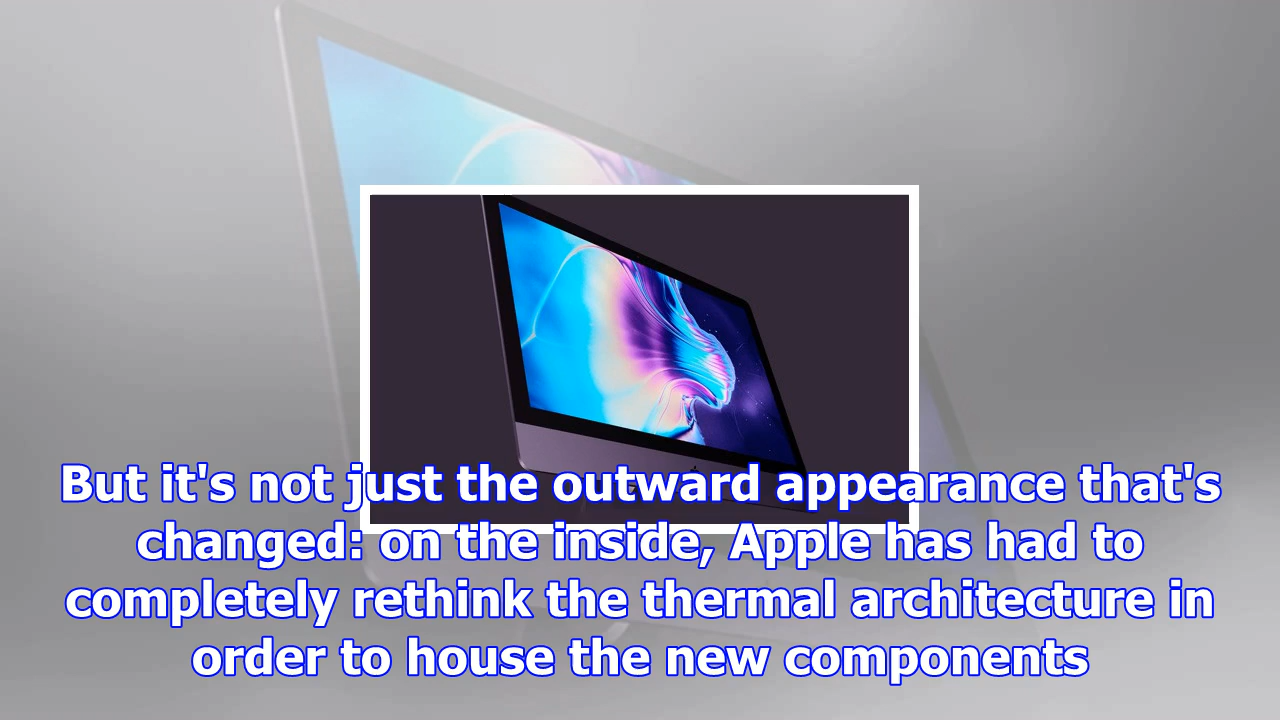 But it's not just the outward appearance that's
changed: on the inside, Apple has had to
completely rethink the thermal architecture in
order to house the new components